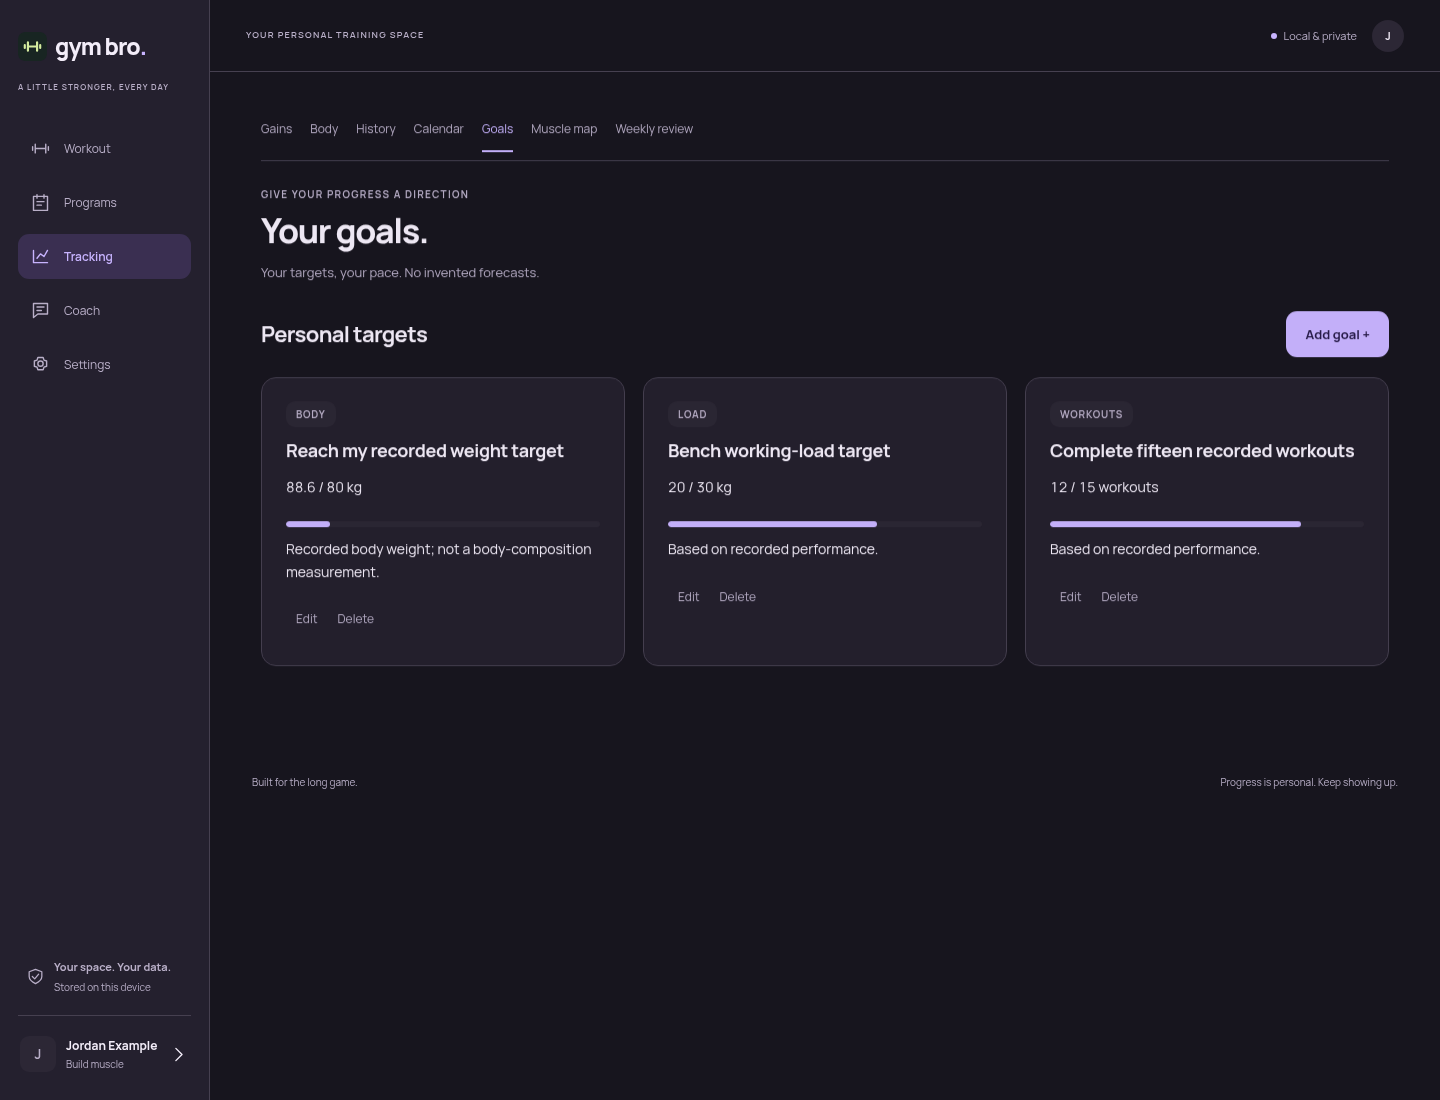 gym bro.
A LITTLE STRONGER, EVERY DAY
Workout
Programs
Tracking
Coach
Settings
Your space. Your data.
Stored on this device
J
Jordan Example
Build muscle
YOUR PERSONAL TRAINING SPACE
Local & private
J
Gains Body History Calendar Goals Muscle map Weekly review
GIVE YOUR PROGRESS A DIRECTION
Your goals.
Your targets, your pace. No invented forecasts.
Personal targets
Add goal +
BODY
Reach my recorded weight target
88.6 / 80 kg
Recorded body weight; not a body-composition
measurement.
Edit Delete
LOAD
Bench working-load target
20 / 30 kg
Based on recorded performance.
Edit Delete
WORKOUTS
Complete fifteen recorded workouts
12 / 15 workouts
Based on recorded performance.
Edit Delete
Built for the long game.
Progress is personal. Keep showing up.